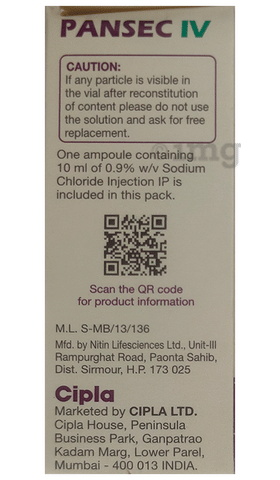 PANSEC IV
CAUTION:
If any particle is visible in
the vial after reconstitution
of content please do not use
the solution and ask for free
replacement.
1mg
One ampoule containing
10 ml of 0.9% w/v Sodium
Chloride Injection IP is
included in this pack.
Scan the QR code
for product information
M.L. S-MB/13/136
Mfd. by Nitin Lifesciences Ltd., Unit-III
Rampurghat Road, Paonta Sahib,
Dist. Sirmour, H.P. 173 025
Cipla
Marketed by CIPLA LTD.
Cipla House, Peninsula
Business Park, Ganpatrao
Kadam Marg, Lower Parel,
Mumbai - 400 013 INDIA.